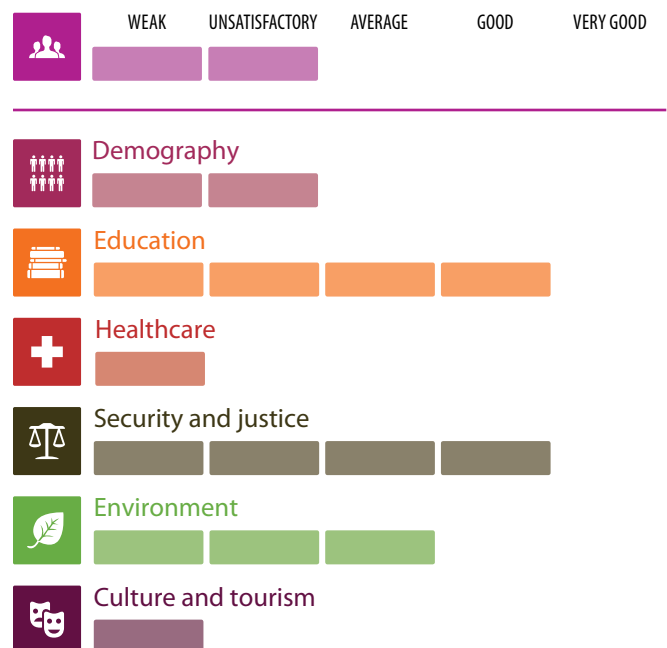 WEAK UNSATISFACTORY AVERAGE GOOD VERY GOOD
Demography
Education
Healthcare
Security and justice
Environment
Culture and tourism